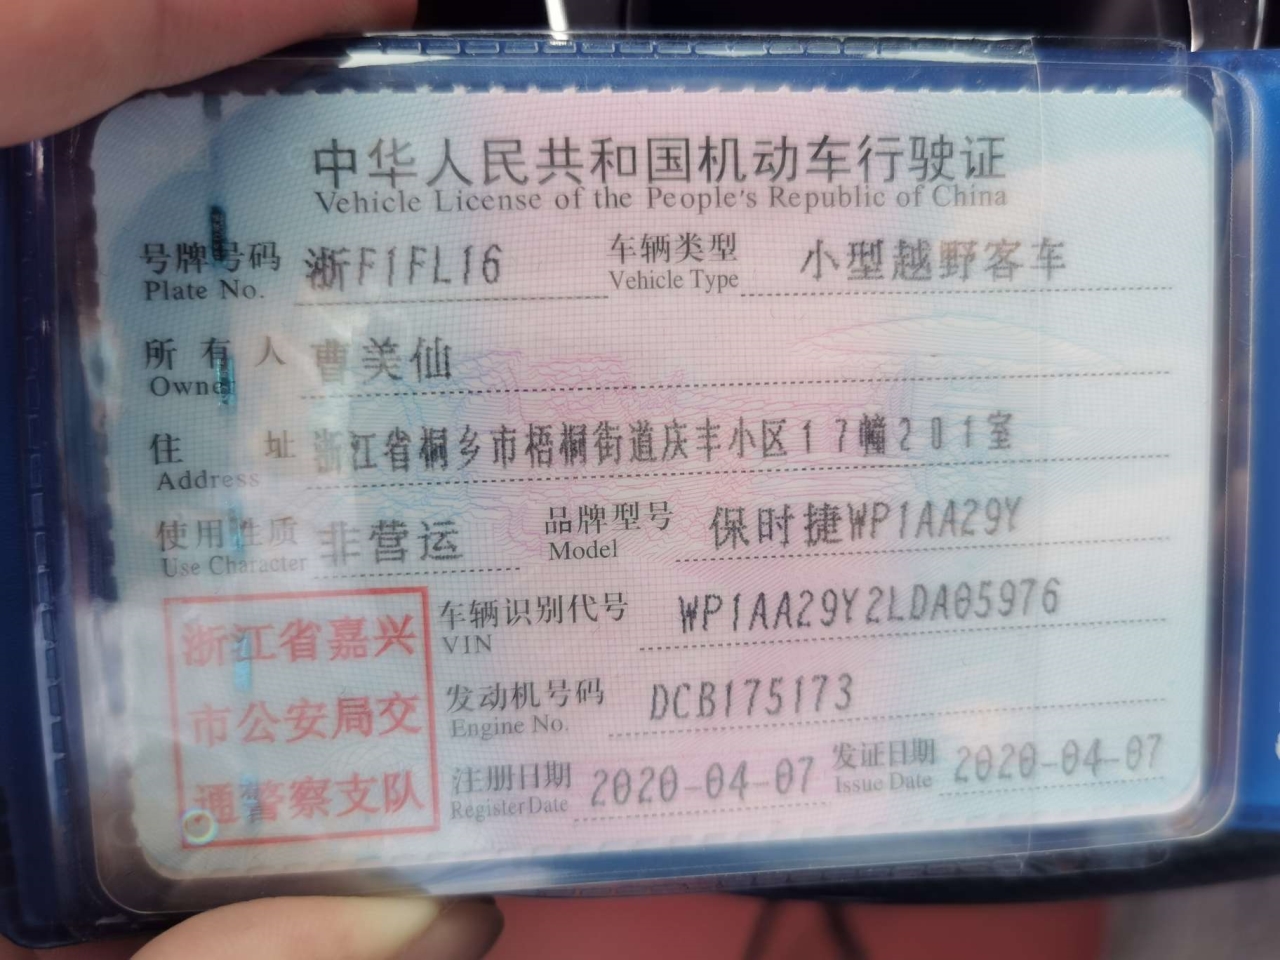 中华人民共和国机动车行驶证
Vehicle License of the People's Republic of China
号牌号码 浙F1FL16 车辆类型 小型越野客车
Plate No. Vehicle Type
所有人 曹美仙
Owner
住址 浙江省桐乡市梧桐街道庆丰小区17幢201室
Address
使用性质 非营运 品牌型号 保时捷WP1AA29Y
Use Character Model
车辆识别代号 WP1AA29Y2LDA05976
VIN
发动机号码 DCB175173
Engine No.
注册日期 2020-04-07 发证日期 2020-04-07
Register Date Issue Date
浙江省嘉兴
市公安局交
通警察支队